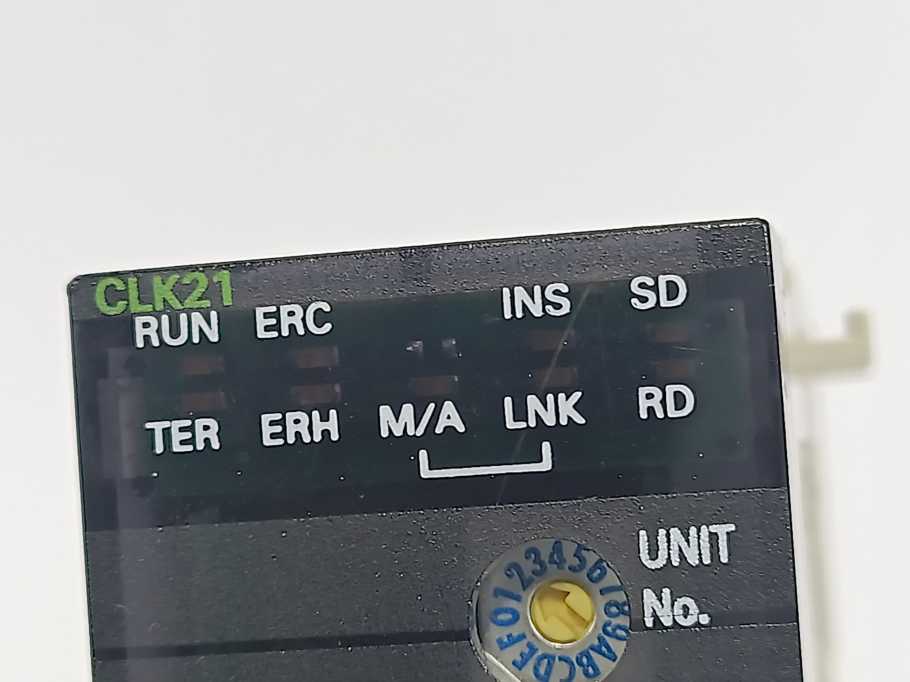 CLK21
RUN ERC INS SD
TER ERH M/A LNK RD
UNIT
No.
0123456789ABCDEF